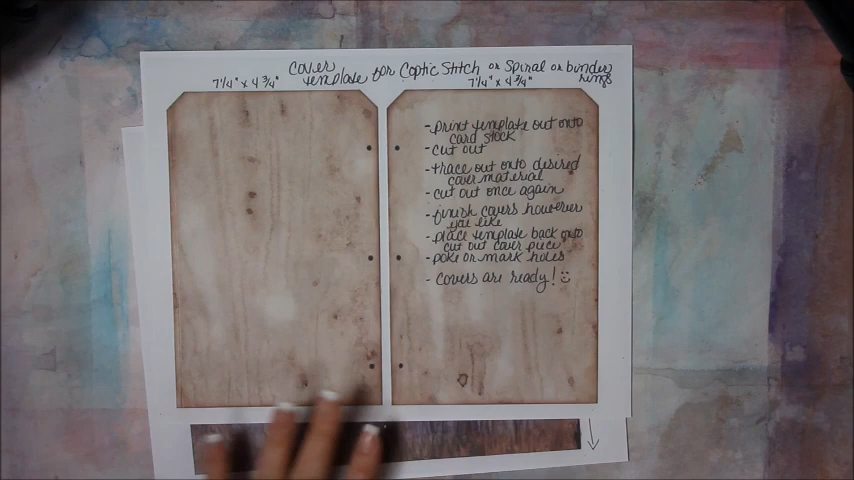 Cover
template for Coptic Stitch or Spiral or binder
rings
7 1/4" x 4 3/4"
7 1/4" x 4 3/4"
- print template out onto
card stock
- cut out
- trace out onto desired
cover material
- cut out once again
- finish covers however
you like
- place template back onto
cut out cover piece
- poke or mark holes
- Covers are ready! :)